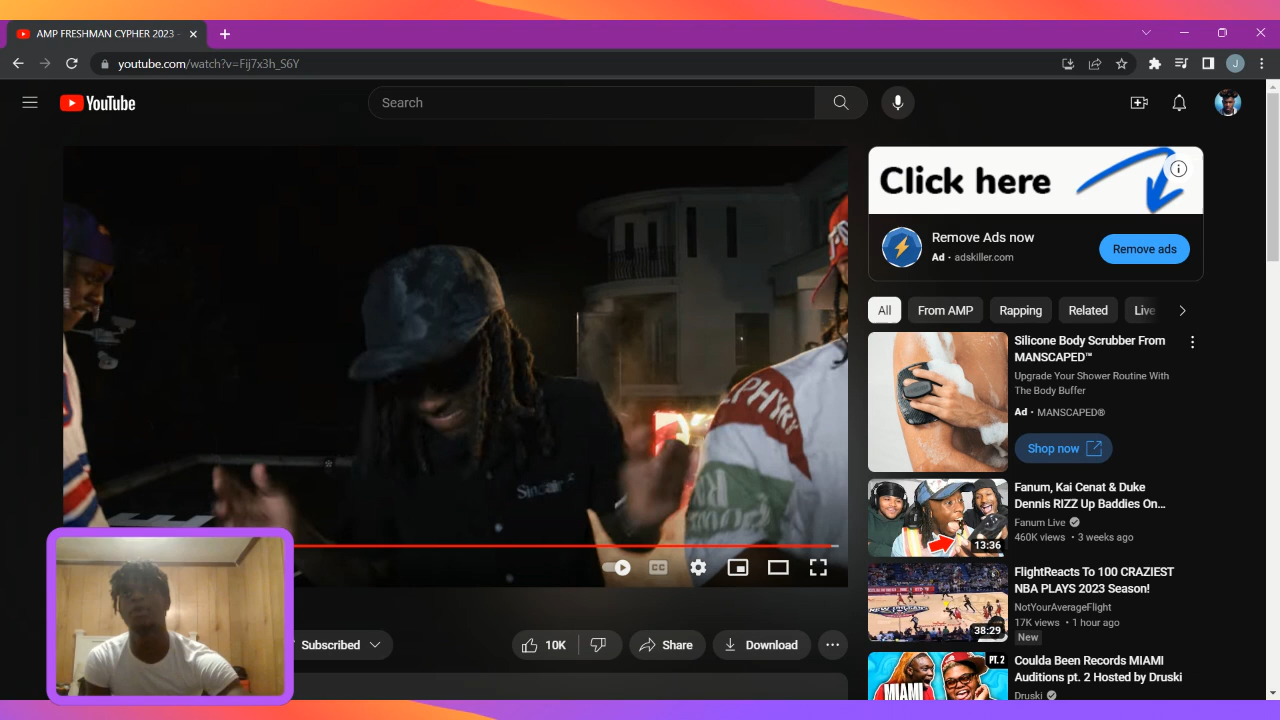 AMP FRESHMAN CYPHER 2023 -
youtube.com/watch?v=Fij7x3h_S6Y
J
YouTube
Search
Click here
Remove Ads now
Ad · adskiller.com
Remove ads
All
From AMP
Rapping
Related
Live
Silicone Body Scrubber From
MANSCAPED™
Upgrade Your Shower Routine With
The Body Buffer
Ad · MANSCAPED®
Shop now
Fanum, Kai Cenat & Duke
Dennis RIZZ Up Baddies On...
Fanum Live
460K views · 3 weeks ago
13:36
FlightReacts To 100 CRAZIEST
NBA PLAYS 2023 Season!
NotYourAverageFlight
17K views · 1 hour ago
New
38:29
Coulda Been Records MIAMI
Auditions pt. 2 Hosted by Druski
Druski
PT. 2
MIAMI
CC
Subscribed
10K
Share
Download